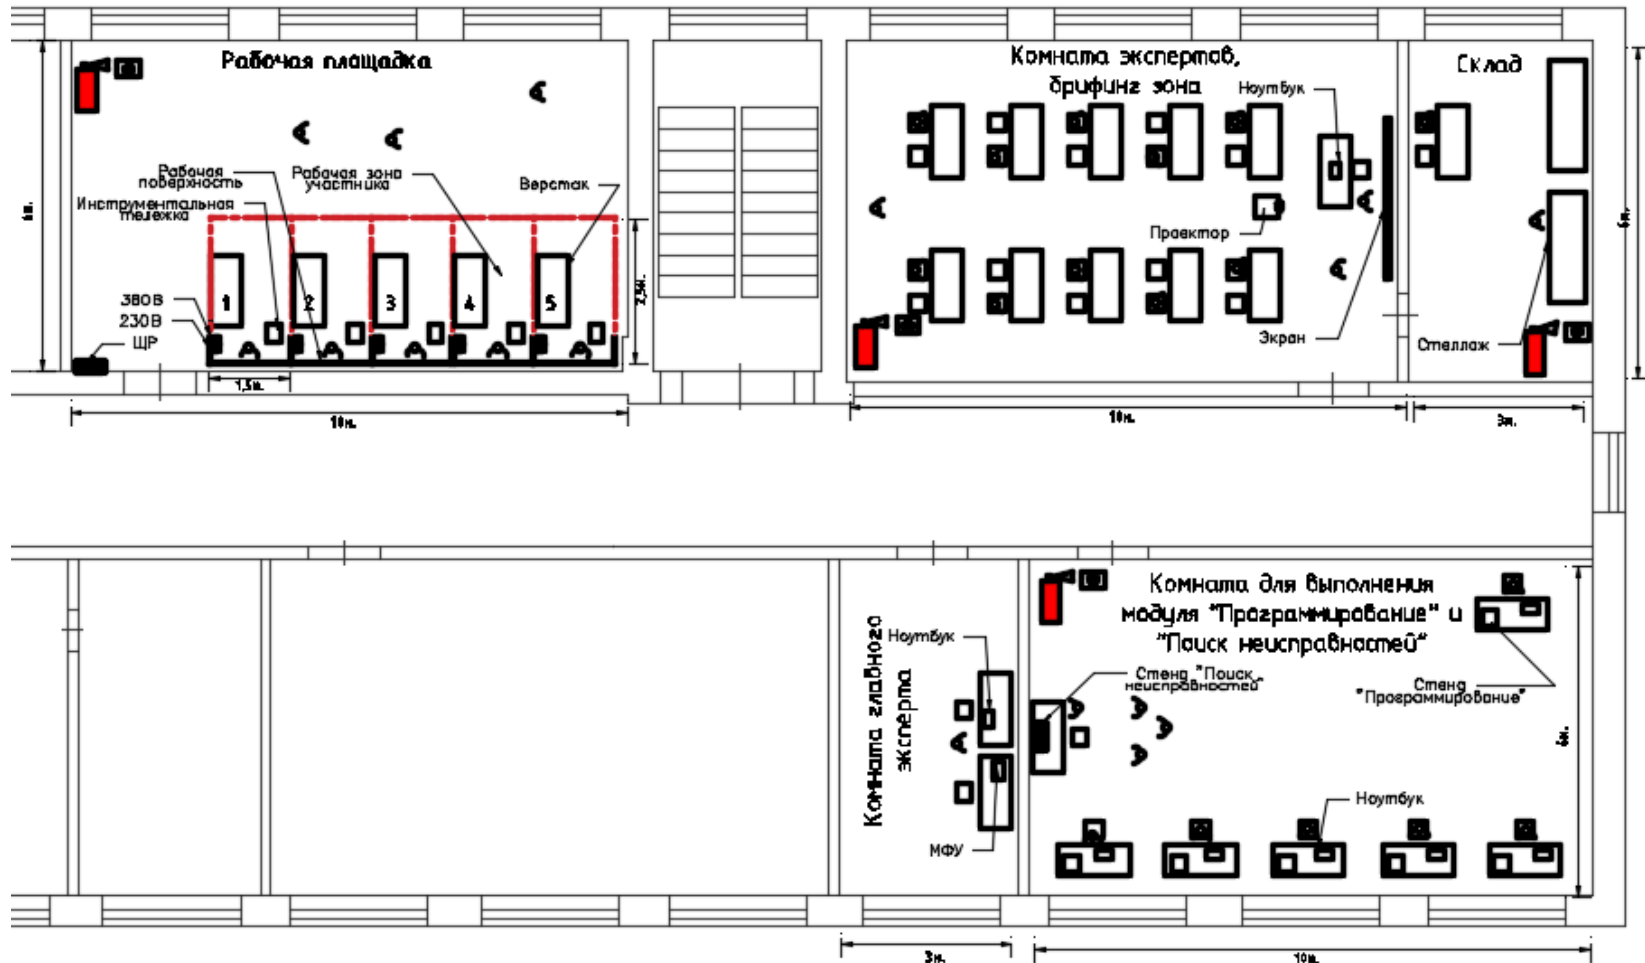 Рабочая площадка
Рабочая
поверхность
Рабочая зона
участника
Верстак
Инструментальная
тележка
1
2
3
4
5
380В
230В
ЩР
6м.
2,5м.
1,5м.
10м.
Комната экспертов,
брифинг зона
Ноутбук
Проектор
Экран
10м.
Склад
Стеллаж
6м.
3м.
Комната главного
эксперта
Ноутбук
МФУ
3м.
Комната для выполнения
модуля "Программирование" и
"Поиск неисправностей"
Стенд "Поиск
неисправностей"
Стенд
"Программирование"
Ноутбук
6м.
10м.